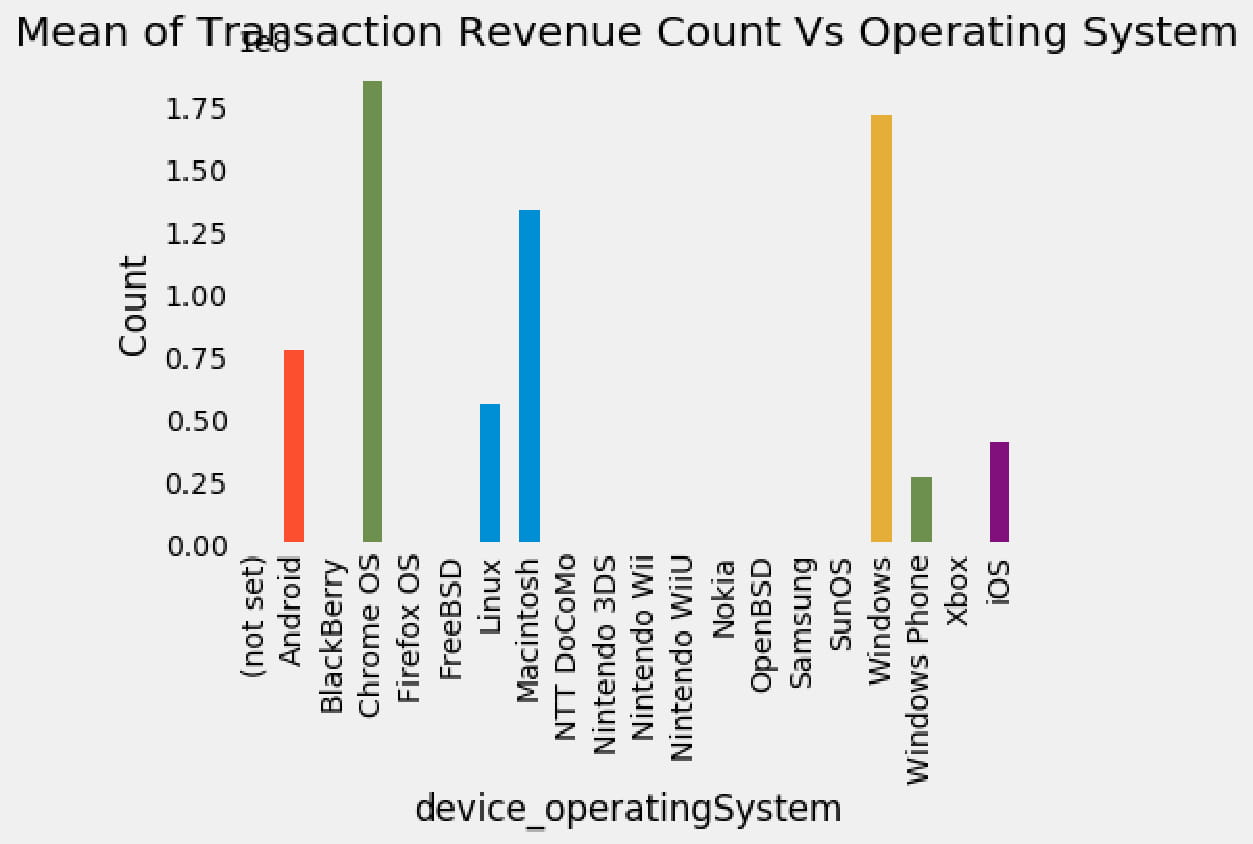 Mean of Transaction Revenue Count Vs Operating System
1e8
1.75
1.50
1.25
1.00
0.75
0.50
0.25
0.00
Count
(not set)
Android
BlackBerry
Chrome OS
Firefox OS
FreeBSD
Linux
Macintosh
NTT DoCoMo
Nintendo 3DS
Nintendo Wii
Nintendo WiiU
Nokia
OpenBSD
Samsung
SunOS
Windows
Windows Phone
Xbox
iOS
device_operatingSystem